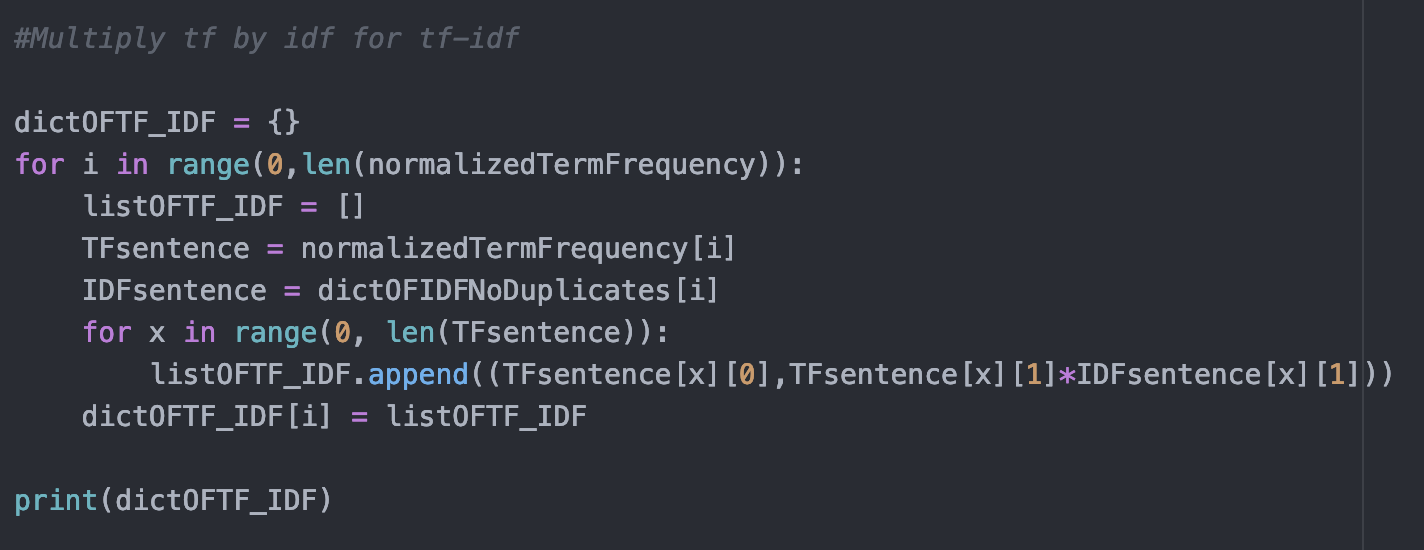 #Multiply tf by idf for tf-idf
dictOFTF_IDF = {}
for i in range(0,len(normalizedTermFrequency)):
    listOFTF_IDF = []
    TFsentence = normalizedTermFrequency[i]
    IDFsentence = dictOFIDFNoDuplicates[i]
    for x in range(0, len(TFsentence)):
        listOFTF_IDF.append((TFsentence[x][0],TFsentence[x][1]*IDFsentence[x][1]))
    dictOFTF_IDF[i] = listOFTF_IDF
print(dictOFTF_IDF)